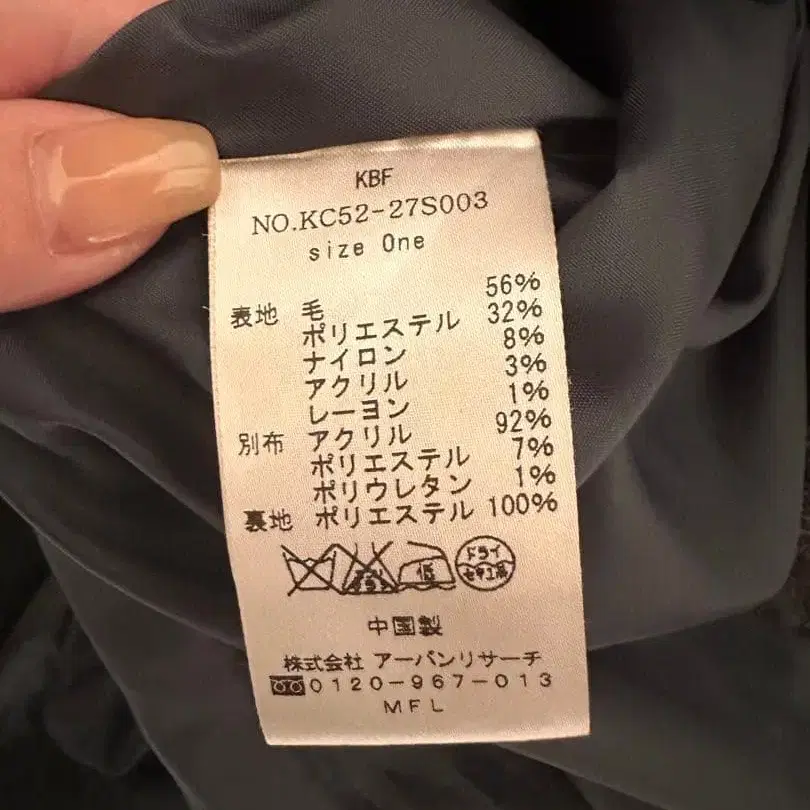 KBF
NO.KC52-27S003
size One
表地 毛 56%
ポリエステル 32%
ナイロン 8%
アクリル 3%
レーヨン 1%
別布 アクリル 92%
ポリエステル 7%
ポリウレタン 1%
裏地 ポリエステル 100%
低 ドライ
中国製
株式会社 アーバンリサーチ
0120-967-013
MFL